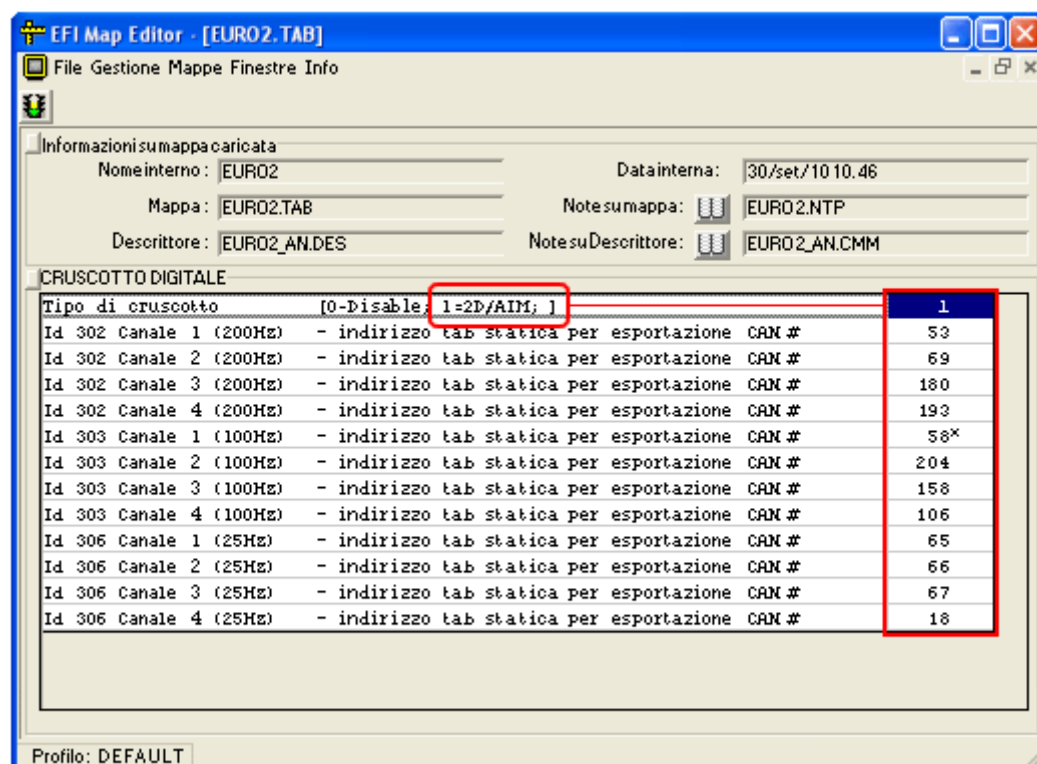 EFI Map Editor - [EURO2.TAB]
File Gestione Mappe Finestre Info
Informazioni su mappa caricata
Nome interno : EURO2 Data interna: 30/set/10 10.46
Mappa : EURO2.TAB Note su mappa: EURO2.NTP
Descrittore : EURO2_AN.DES Note su Descrittore: EURO2_AN.CMM
CRUSCOTTO DIGITALE
Tipo di cruscotto [0-Disable; 1=2D/AIM; ] 1
Id 302 Canale 1 (200Hz) - indirizzo tab statica per esportazione CAN # 53
Id 302 Canale 2 (200Hz) - indirizzo tab statica per esportazione CAN # 69
Id 302 Canale 3 (200Hz) - indirizzo tab statica per esportazione CAN # 180
Id 302 Canale 4 (200Hz) - indirizzo tab statica per esportazione CAN # 193
Id 303 Canale 1 (100Hz) - indirizzo tab statica per esportazione CAN # 58*
Id 303 Canale 2 (100Hz) - indirizzo tab statica per esportazione CAN # 204
Id 303 Canale 3 (100Hz) - indirizzo tab statica per esportazione CAN # 158
Id 303 Canale 4 (100Hz) - indirizzo tab statica per esportazione CAN # 106
Id 306 Canale 1 (25Hz) - indirizzo tab statica per esportazione CAN # 65
Id 306 Canale 2 (25Hz) - indirizzo tab statica per esportazione CAN # 66
Id 306 Canale 3 (25Hz) - indirizzo tab statica per esportazione CAN # 67
Id 306 Canale 4 (25Hz) - indirizzo tab statica per esportazione CAN # 18
Profilo: DEFAULT